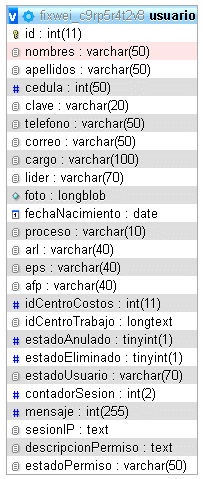 v fixwei_c9rp5r4t2v8 usuario
id : int(11)
nombres : varchar(50)
apellidos : varchar(50)
cedula : int(50)
clave : varchar(20)
telefono : varchar(50)
correo : varchar(50)
cargo : varchar(100)
lider : varchar(70)
foto : longblob
fechaNacimiento : date
proceso : varchar(10)
arl : varchar(40)
eps : varchar(40)
afp : varchar(40)
idCentroCostos : int(11)
idCentroTrabajo : longtext
estadoAnulado : tinyint(1)
estadoEliminado : tinyint(1)
estadoUsuario : varchar(70)
contadorSesion : int(2)
mensaje : int(255)
sesionIP : text
descripcionPermiso : text
estadoPermiso : varchar(50)